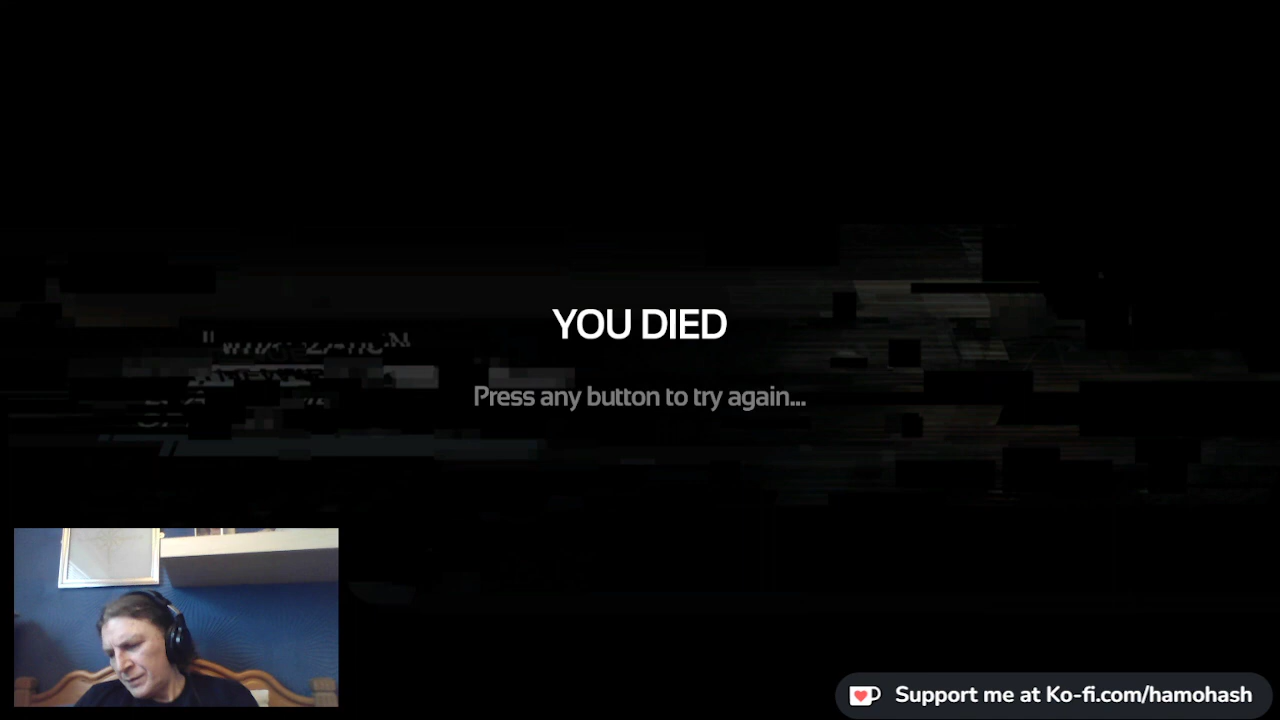 YOU DIED
Press any button to try again...
Support me at Ko-fi.com/hamohash